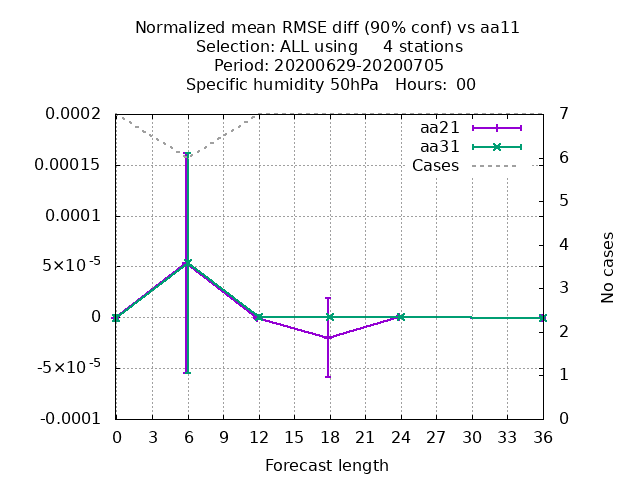 Normalized mean RMSE diff (90% conf) vs aa11
Selection: ALL using 4 stations
Period: 20200629-20200705
Specific humidity 50hPa Hours: 00
aa21
aa31
Cases
0.0002
0.00015
0.0001
5×10^-5
0
-5×10^-5
-0.0001
7
6
5
4
3
2
1
0
No cases
0 3 6 9 12 15 18 21 24 27 30 33 36
Forecast length